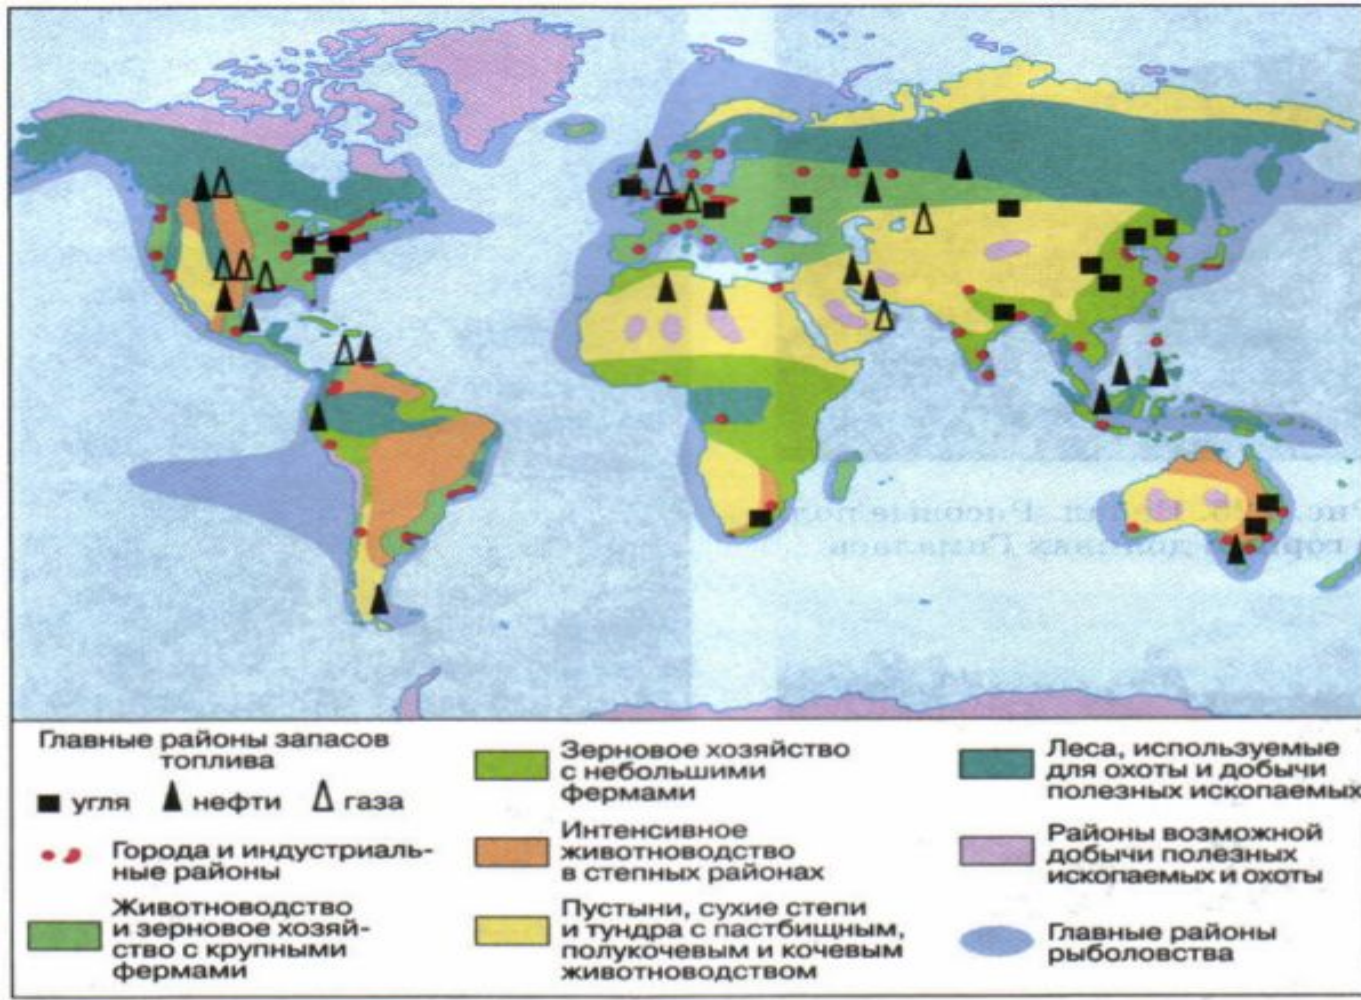 Главные районы запасов
топлива
угля
нефти
газа
Города и индустриаль-
ные районы
Животноводство
и зерновое хозяй-
ство с крупными
фермами
Зерновое хозяйство
с небольшими
фермами
Интенсивное
животноводство
в степных районах
Пустыни, сухие степи
и тундра с пастбищным,
полукочевым и кочевым
животноводством
Леса, используемые
для охоты и добычи
полезных ископаемых
Районы возможной
добычи полезных
ископаемых и охоты
Главные районы
рыболовства